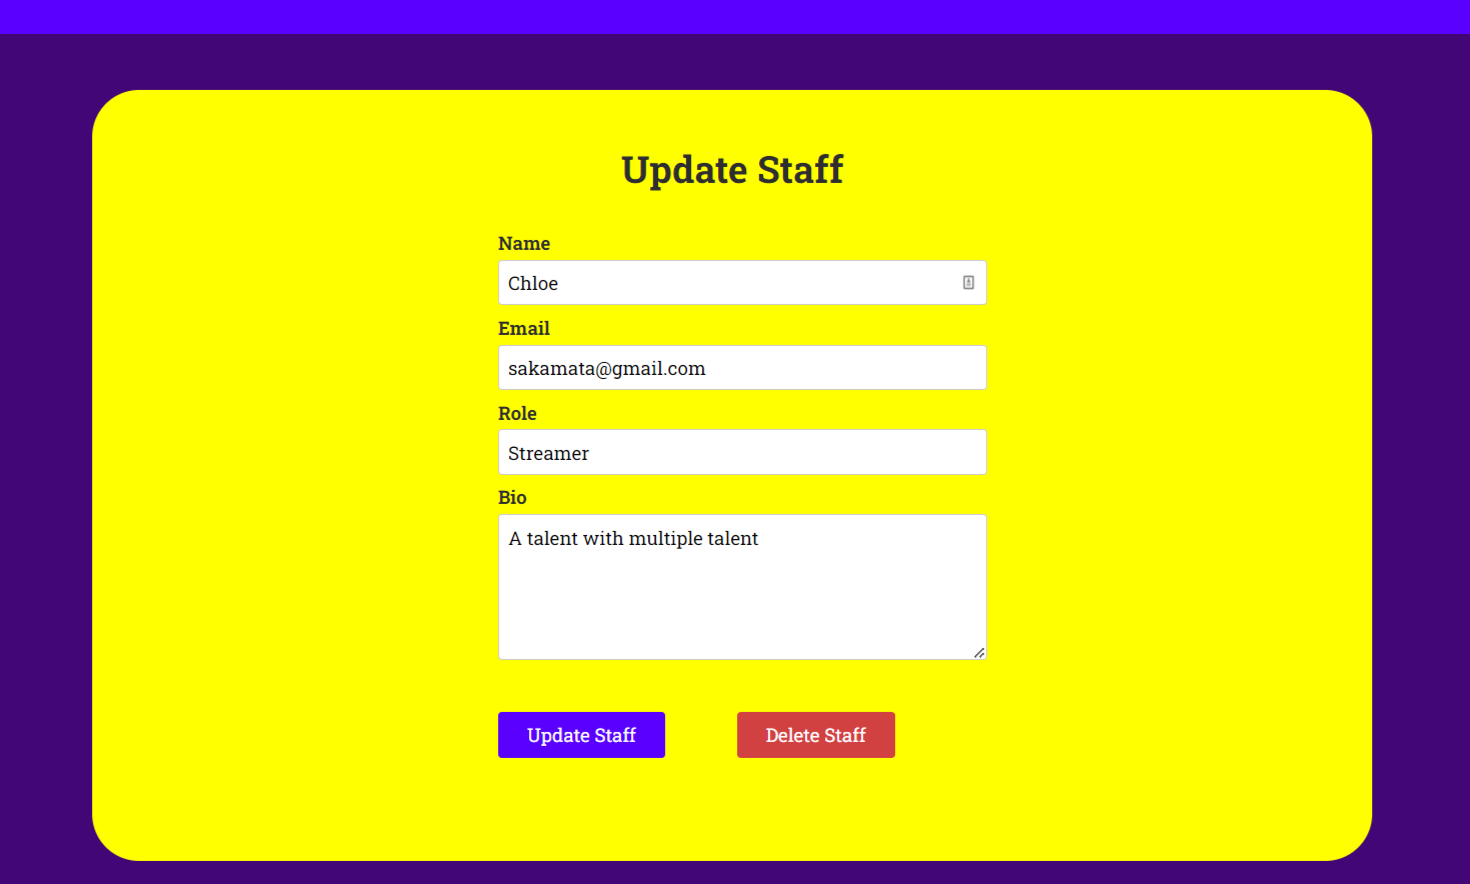 Update Staff
Name
Chloe
Email
sakamata@gmail.com
Role
Streamer
Bio
A talent with multiple talent
Update Staff
Delete Staff